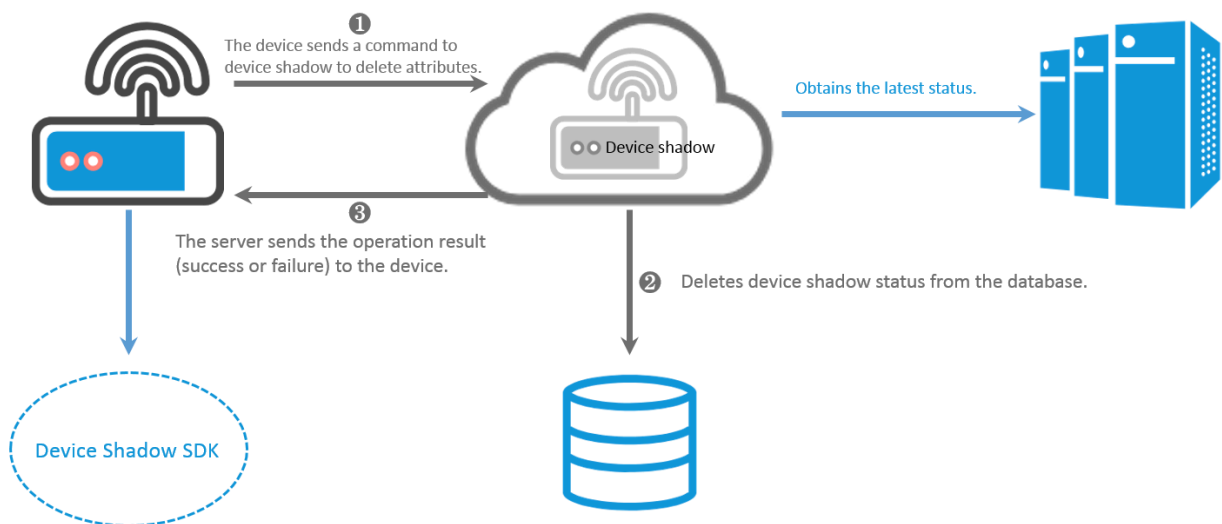 ❶
The device sends a command to
device shadow to delete attributes.
Device shadow
Obtains the latest status.
❸
The server sends the operation result
(success or failure) to the device.
❷ Deletes device shadow status from the database.
Device Shadow SDK